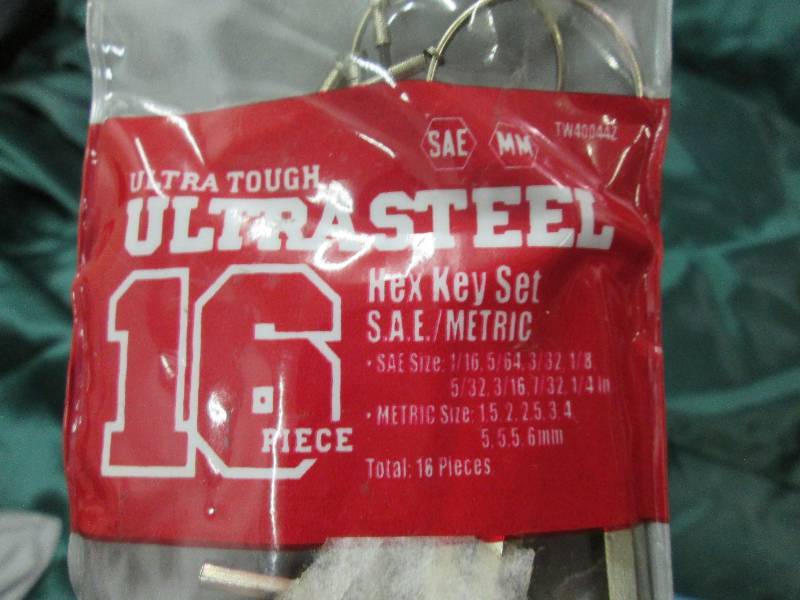 SAE MM TW400442
ULTRA TOUGH
ULTRASTEEL
16
PIECE
Hex Key Set
S.A.E./METRIC
• SAE Size: 1/16, 5/64, 3/32, 1/8
5/32, 3/16, 7/32, 1/4 in
• METRIC Size: 1.5, 2, 2.5, 3, 4,
5, 5.5, 6mm
Total: 16 Pieces